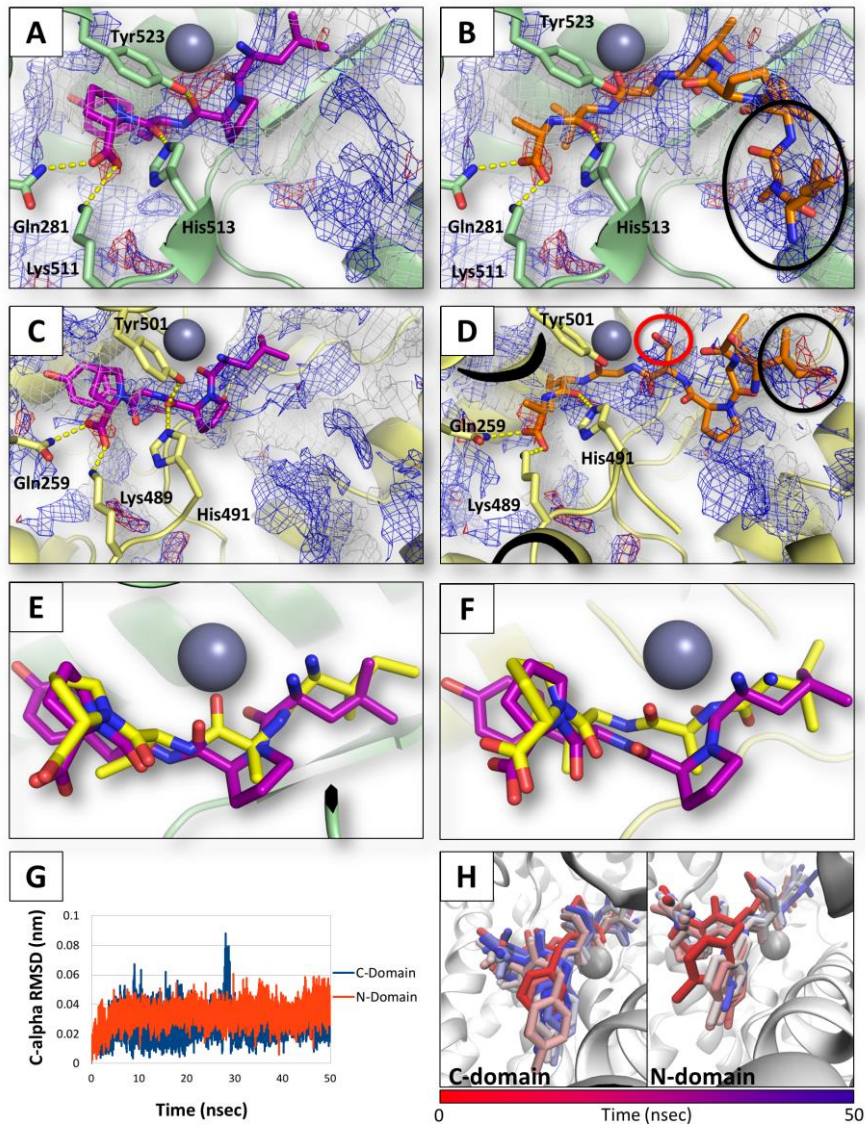 A
Tyr523
Gln281
Lys511
His513
B
Tyr523
Gln281
Lys511
His513
C
Tyr501
Gln259
Lys489
His491
D
Tyr501
Gln259
Lys489
His491
E
F
G
C-alpha RMSD (nm)
0.1
0.08
0.06
0.04
0.02
0
0 10 20 30 40 50
Time (nsec)
C-Domain
N-Domain
H
C-domain
N-domain
0 Time (nsec) 50